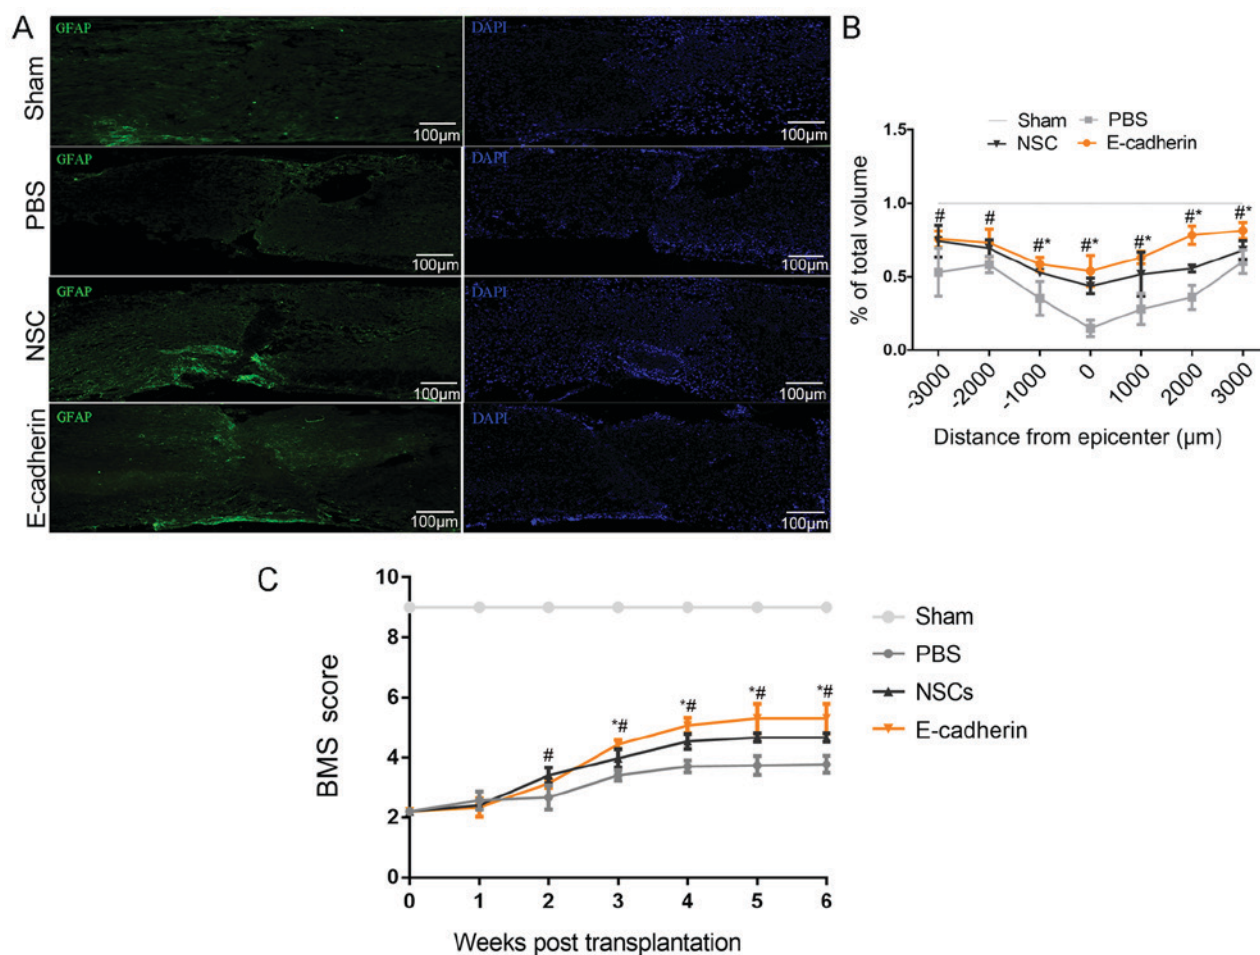 A
GFAP
DAPI
Sham
100μm
100μm
GFAP
DAPI
PBS
100μm
100μm
GFAP
DAPI
NSC
100μm
100μm
GFAP
DAPI
E-cadherin
100μm
100μm
B
Sham
PBS
NSC
E-cadherin
% of total volume
1.5
1.0
0.5
0.0
#
#
#*
#*
#*
#*
#*
-3000
-2000
-1000
0
1000
2000
3000
Distance from epicenter (μm)
C
BMS score
10
8
6
4
2
0
#
*#
*#
*#
*#
0
1
2
3
4
5
6
Weeks post transplantation
Sham
PBS
NSCs
E-cadherin